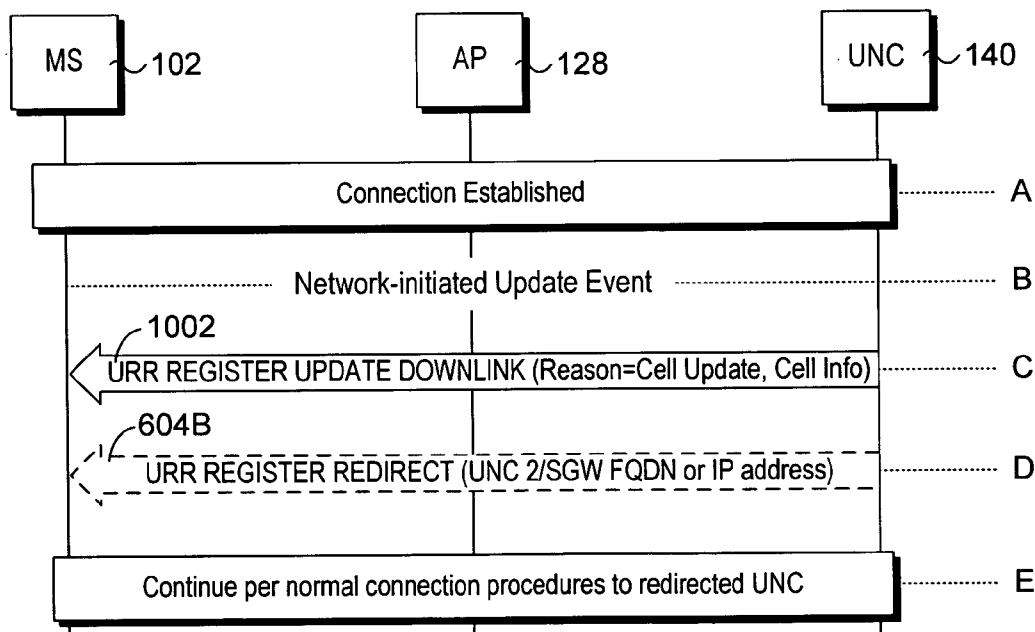 MS 102
AP 128
UNC 140
Connection Established A
Network-initiated Update Event B
1002
URR REGISTER UPDATE DOWNLINK (Reason=Cell Update, Cell Info) C
604B
URR REGISTER REDIRECT (UNC 2/SGW FQDN or IP address) D
Continue per normal connection procedures to redirected UNC E